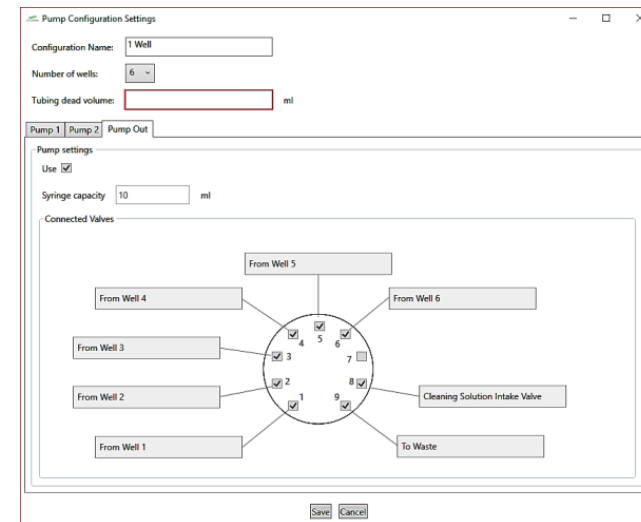 Pump Configuration Settings
Configuration Name: 1 Well
Number of wells: 6
Tubing dead volume: ml
Pump 1 Pump 2 Pump Out
Pump settings
Use
Syringe capacity 10 ml
Connected Valves
From Well 5
From Well 4 From Well 6
From Well 3
From Well 2 Cleaning Solution Intake Valve
From Well 1 To Waste
4 5 6
3 7
2 8
1 9
Save Cancel